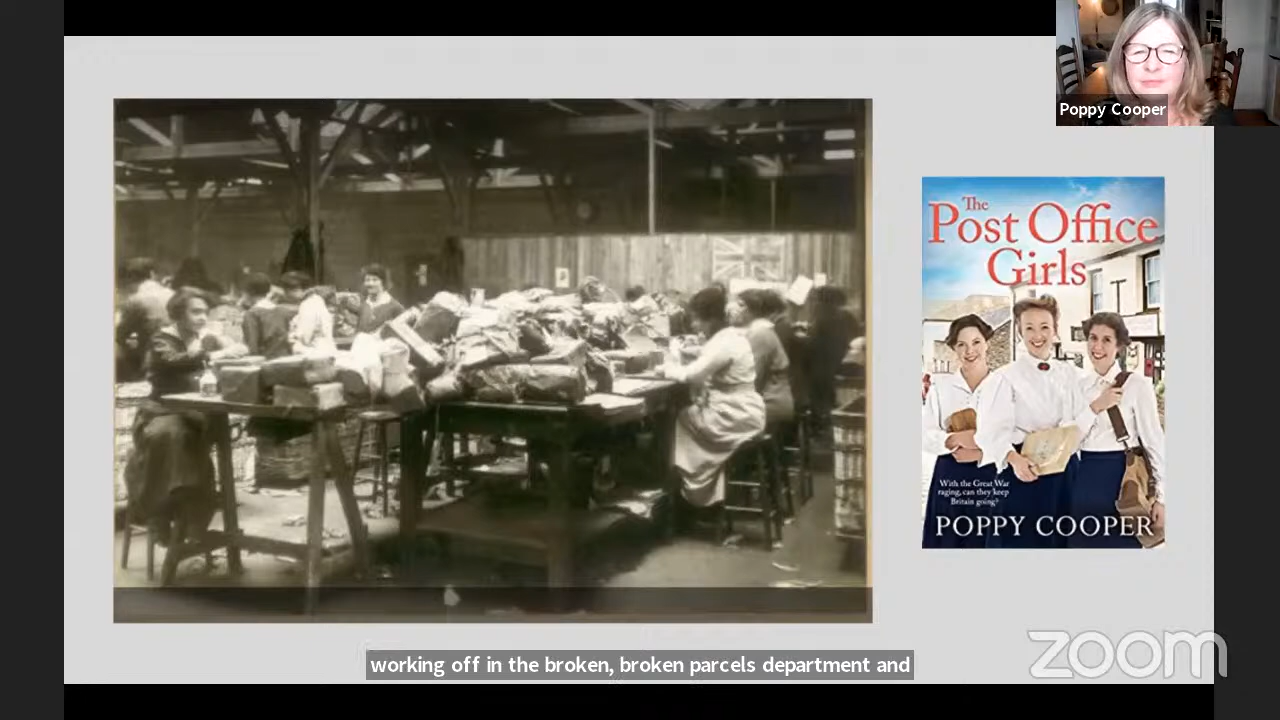 Poppy Cooper
The
Post Office
Girls
With the Great War
raging, can they keep
Britain going?
POPPY COOPER
working off in the broken, broken parcels department and
zoom